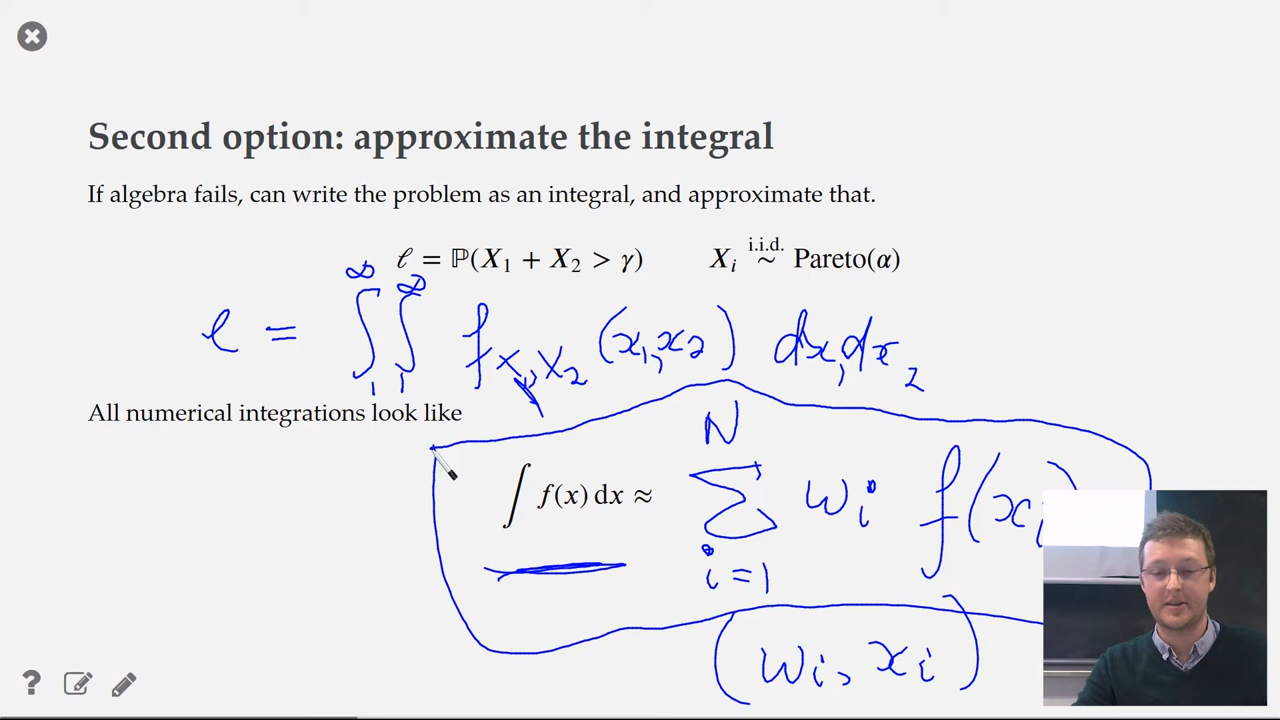 Second option: approximate the integral
If algebra fails, can write the problem as an integral, and approximate that.
ℓ = ℙ(X₁ + X₂ > γ) Xᵢ i.i.d. ~ Pareto(α)
ℓ = ∫₁^∞ ∫₁^∞ f_{X₁,X₂}(x₁, x₂) dx₁ dx₂
All numerical integrations look like
∫ f(x) dx ≈ ∑_{i=1}^{N} wᵢ f(xᵢ)
(wᵢ, xᵢ)
?